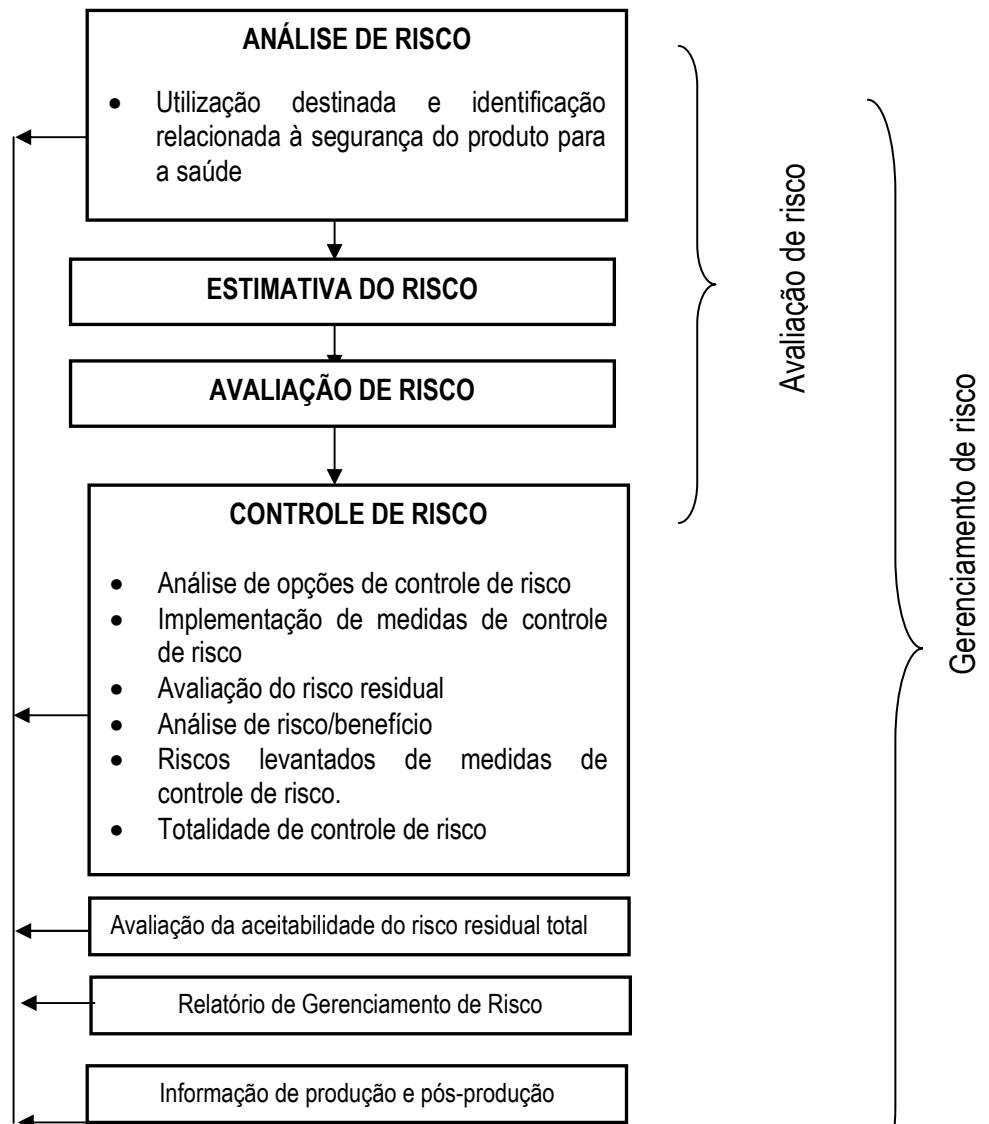 ANÁLISE DE RISCO
• Utilização destinada e identificação
relacionada à segurança do produto para
a saúde
ESTIMATIVA DO RISCO
AVALIAÇÃO DE RISCO
CONTROLE DE RISCO
• Análise de opções de controle de risco
• Implementação de medidas de controle
de risco
• Avaliação do risco residual
• Análise de risco/benefício
• Riscos levantados de medidas de
controle de risco.
• Totalidade de controle de risco
Avaliação da aceitabilidade do risco residual total
Relatório de Gerenciamento de Risco
Informação de produção e pós-produção
Avaliação de risco
Gerenciamento de risco